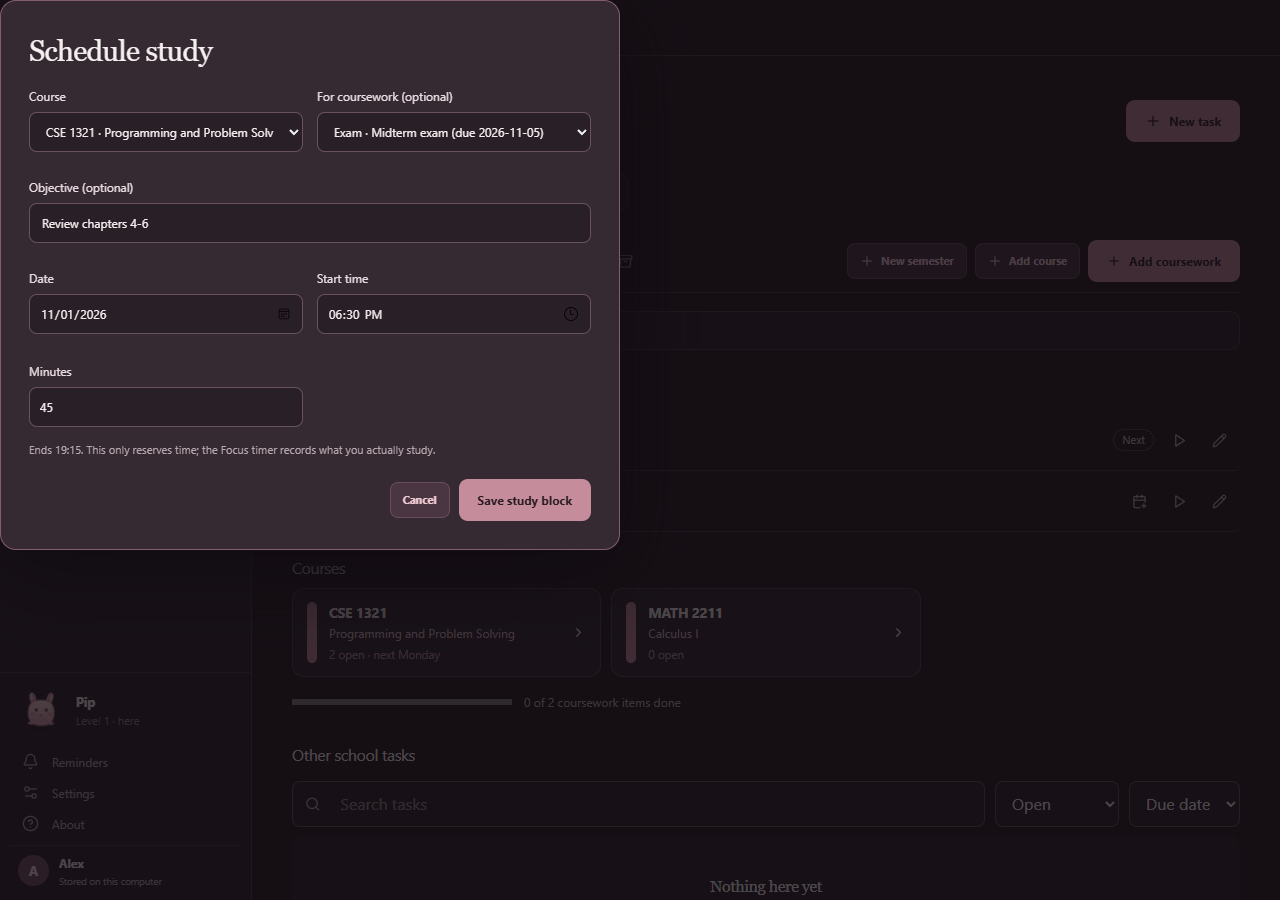 Schedule study
Course
For coursework (optional)
CSE 1321 · Programming and Problem Solv
Exam · Midterm exam (due 2026-11-05)
Objective (optional)
Review chapters 4-6
Date
Start time
11/01/2026
06:30 PM
Minutes
45
Ends 19:15. This only reserves time; the Focus timer records what you actually study.
Cancel
Save study block
New task
New semester
Add course
Add coursework
Next
Courses
CSE 1321
Programming and Problem Solving
2 open · next Monday
MATH 2211
Calculus I
0 open
0 of 2 coursework items done
Other school tasks
Search tasks
Open
Due date
Nothing here yet
Pip
Level 1 · here
Reminders
Settings
About
A
Alex
Stored on this computer